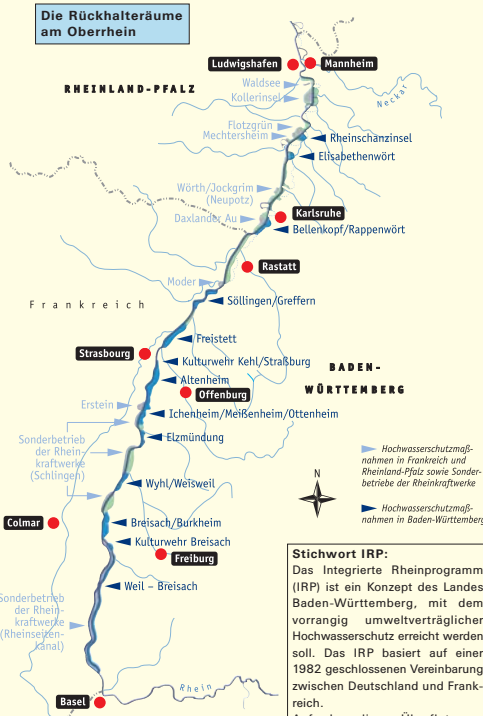 Die Rückhalteräume
am Oberrhein
Ludwigshafen
Mannheim
RHEINLAND-PFALZ
Waldsee
Kollerinsel
Neckar
Flotzgrün
Mechtersheim
Rheinschanzinsel
Elisabethenwört
Wörth/Jockgrim
(Neupotz)
Daxlander Au
Karlsruhe
Bellenkopf/Rappenwört
Rastatt
Moder
Söllingen/Greffern
Frankreich
Freistett
Strasbourg
Kulturwehr Kehl/Straßburg
BADEN-
WÜRTTEMBERG
Altenheim
Offenburg
Erstein
Ichenheim/Meißenheim/Ottenheim
Elzmündung
Sonderbetrieb
der Rhein-
kraftwerke
(Schlingen)
Hochwasserschutzmaß-
nahmen in Frankreich und
Rheinland-Pfalz sowie Sonder-
betriebe der Rheinkraftwerke
Wyhl/Weisweil
N
Hochwasserschutzmaß-
nahmen in Baden-Württemberg
Colmar
Breisach/Burkheim
Kulturwehr Breisach
Freiburg
Weil – Breisach
Sonderbetrieb
der Rhein-
kraftwerke
(Rheinseiten-
kanal)
Rhein
Basel
Stichwort IRP:
Das Integrierte Rheinprogramm
(IRP) ist ein Konzept des Landes
Baden-Württemberg, mit dem
vorrangig umweltverträglicher
Hochwasserschutz erreicht werden
soll. Das IRP basiert auf einer
1982 geschlossenen Vereinbarung
zwischen Deutschland und Frank-
reich.